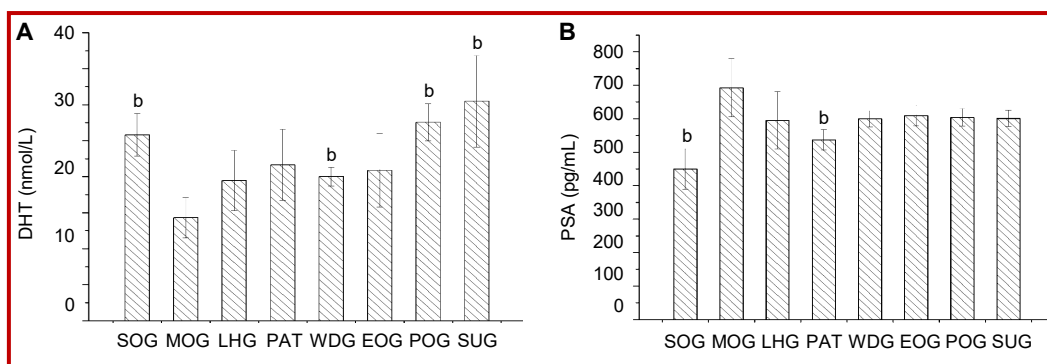 A
DHT (nmol/L)
40
30
20
10
0
b
b
b
b
SOG MOG LHG PAT WDG EOG POG SUG
B
PSA (pg/mL)
800
700
600
500
400
300
200
100
0
b
b
SOG MOG LHG PAT WDG EOG POG SUG